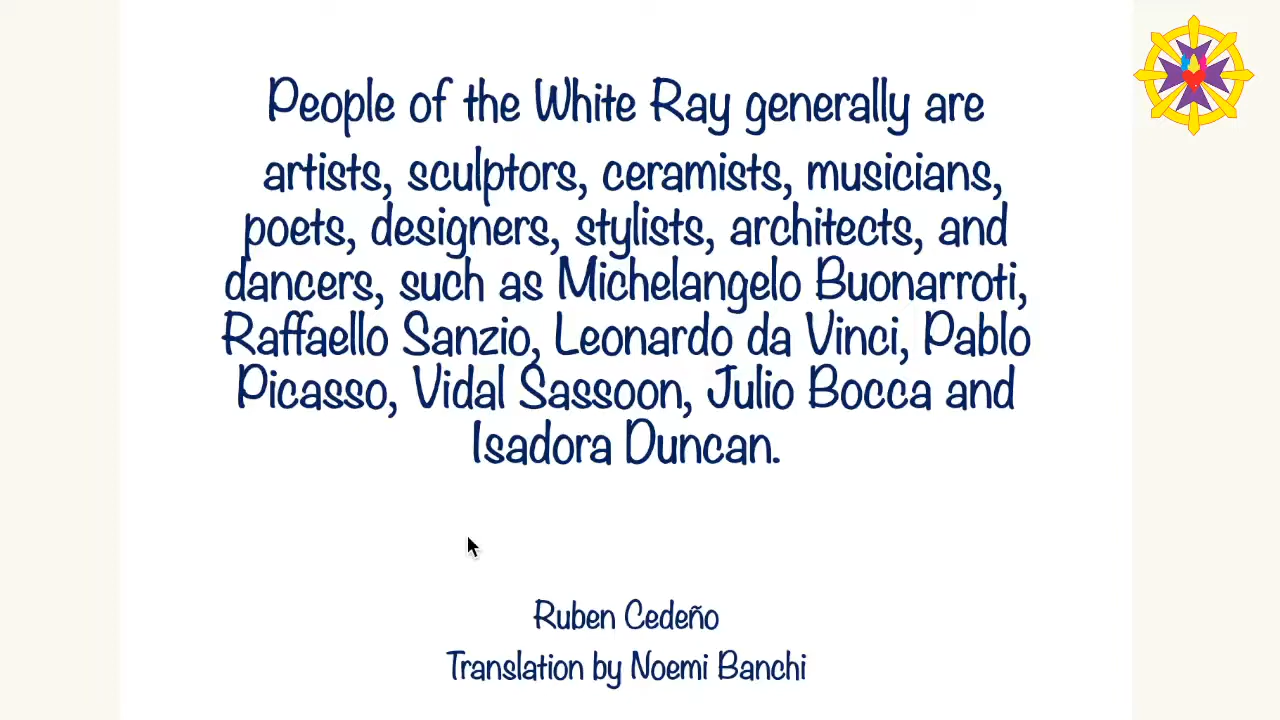 People of the White Ray generally are
artists, sculptors, ceramists, musicians,
poets, designers, stylists, architects, and
dancers, such as Michelangelo Buonarroti,
Raffaello Sanzio, Leonardo da Vinci, Pablo
Picasso, Vidal Sassoon, Julio Bocca and
Isadora Duncan.
Ruben Cedeño
Translation by Noemi Banchi